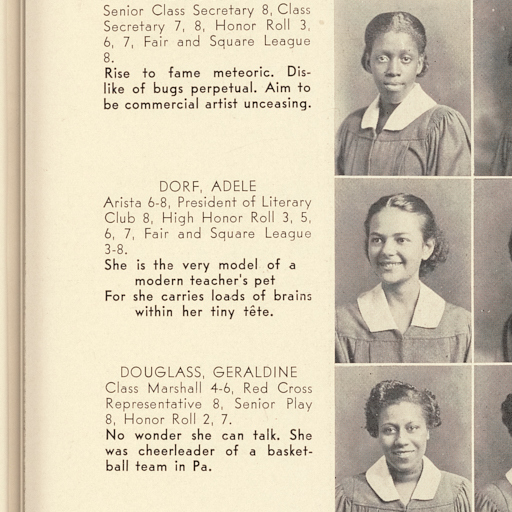 Senior Class Secretary 8, Class
Secretary 7, 8, Honor Roll 3,
6, 7, Fair and Square League
8.
Rise to fame meteoric. Dis-
like of bugs perpetual. Aim to
be commercial artist unceasing.
DORF, ADELE
Arista 6-8, President of Literary
Club 8, High Honor Roll 3, 5,
6, 7, Fair and Square League
3-8.
She is the very model of a
modern teacher's pet
For she carries loads of brains
within her tiny tête.
DOUGLASS, GERALDINE
Class Marshall 4-6, Red Cross
Representative 8, Senior Play
8, Honor Roll 2, 7.
No wonder she can talk. She
was cheerleader of a basket-
ball team in Pa.